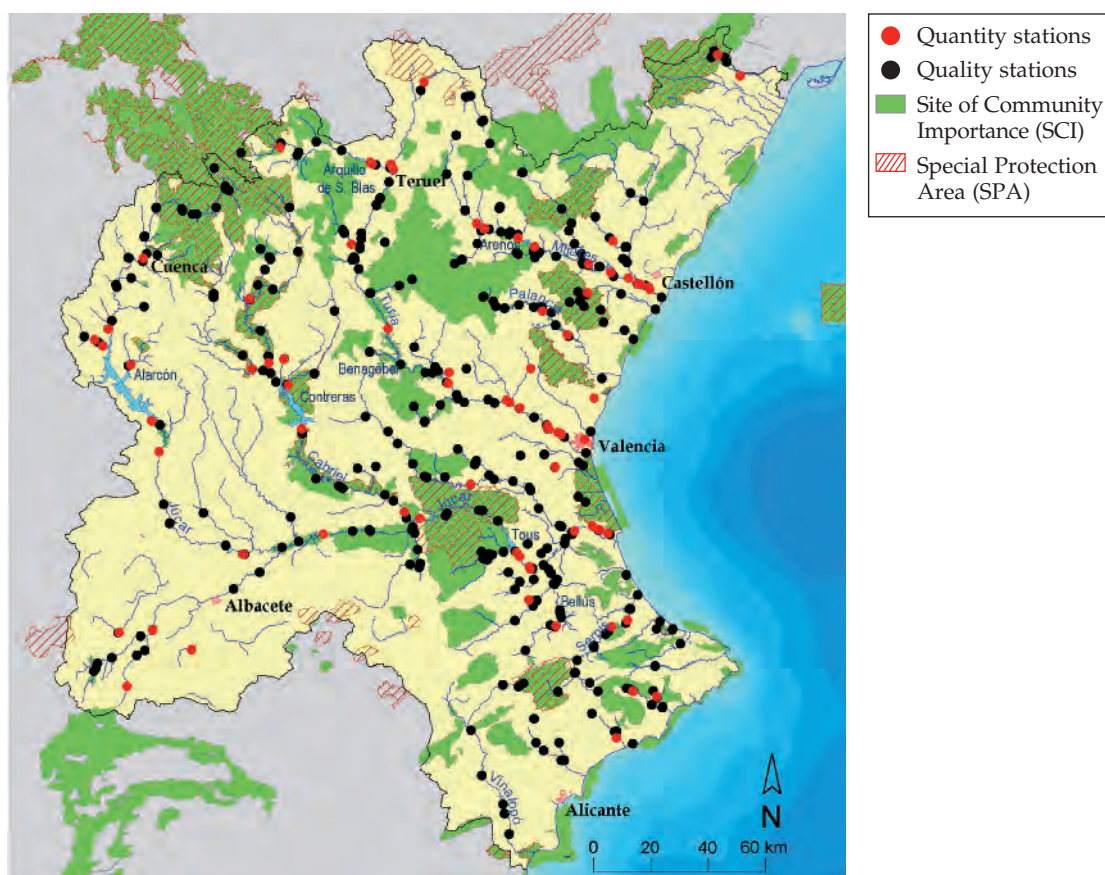 Quantity stations
Quality stations
Site of Community
Importance (SCI)
Special Protection
Area (SPA)
Arquillo
de S. Blas
Teruel
Cuenca
Arenós
Mijares
Castellón
Palancia
Turia
Alarcón
Benagéber
Contreras
Valencia
Cabriel
Júcar
Júcar
Tous
Albacete
Bellús
Serpis
Vinalopó
Alicante
N
0 20 40 60 km